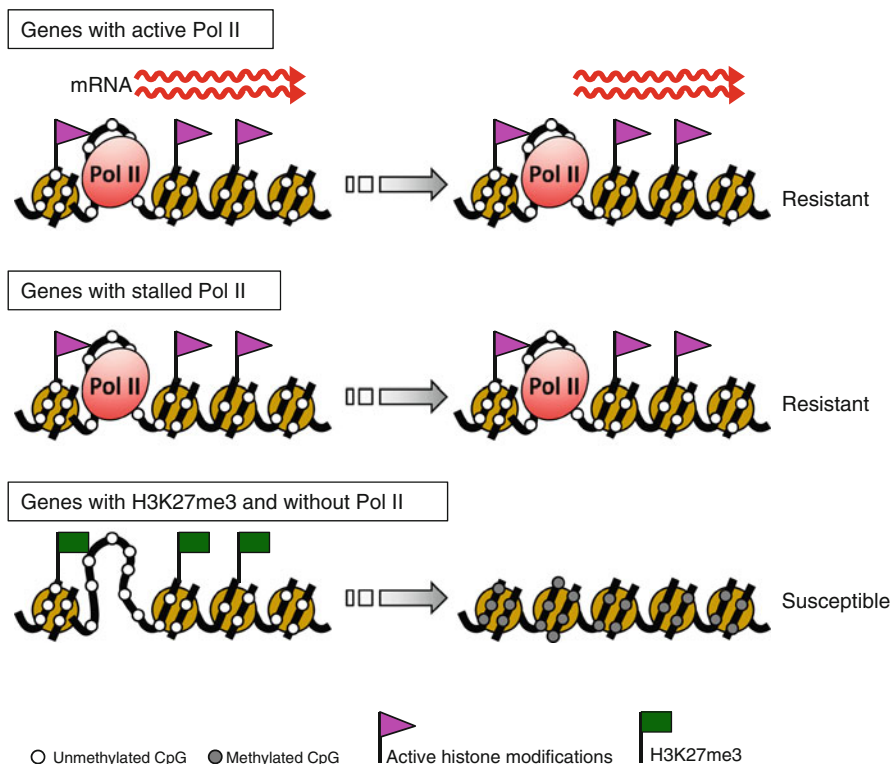 Genes with active Pol II
mRNA
Pol II
Pol II
Resistant
Genes with stalled Pol II
Pol II
Pol II
Resistant
Genes with H3K27me3 and without Pol II
Susceptible
Unmethylated CpG
Methylated CpG
Active histone modifications
H3K27me3